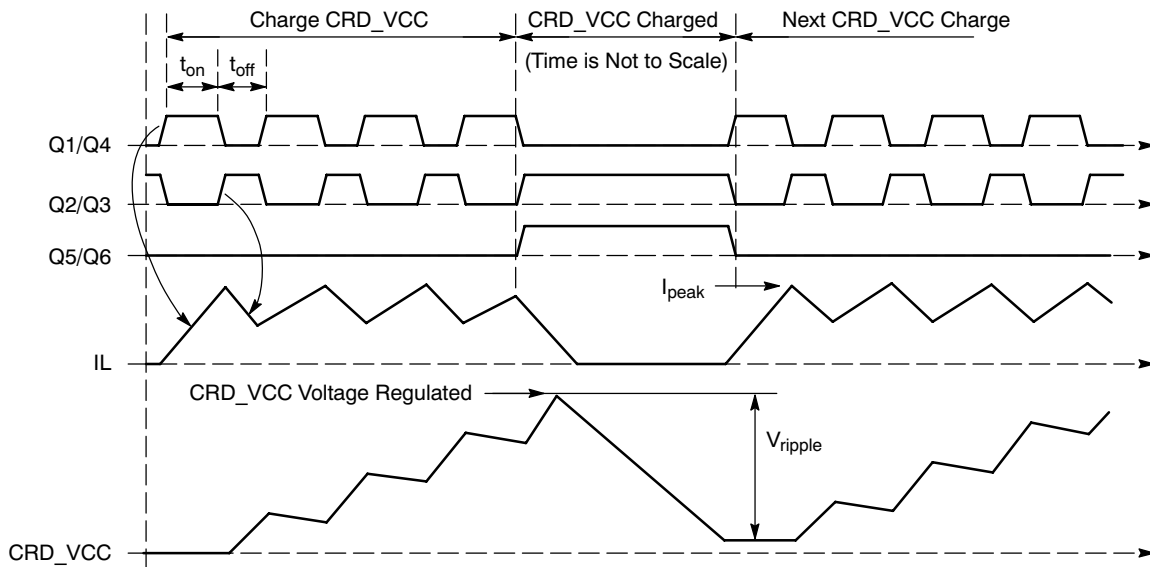 Charge CRD_VCC
CRD_VCC Charged
Next CRD_VCC Charge
(Time is Not to Scale)
ton
toff
Q1/Q4
Q2/Q3
Q5/Q6
Ipeak
IL
CRD_VCC Voltage Regulated
Vripple
CRD_VCC